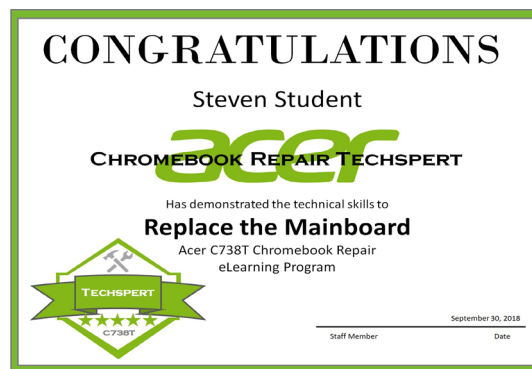 CONGRATULATIONS
Steven Student
acer
CHROMEBOOK REPAIR TECHSPERT
Has demonstrated the technical skills to
Replace the Mainboard
Acer C738T Chromebook Repair
eLearning Program
TECHSPERT
C738T
September 30, 2018
Staff Member Date